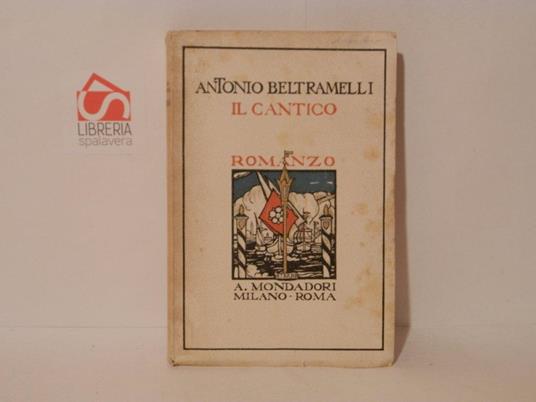 ANTONIO BELTRAMELLI
IL CANTICO
ROMANZO
A. MONDADORI
MILANO - ROMA
LIBRERIA
spalavera